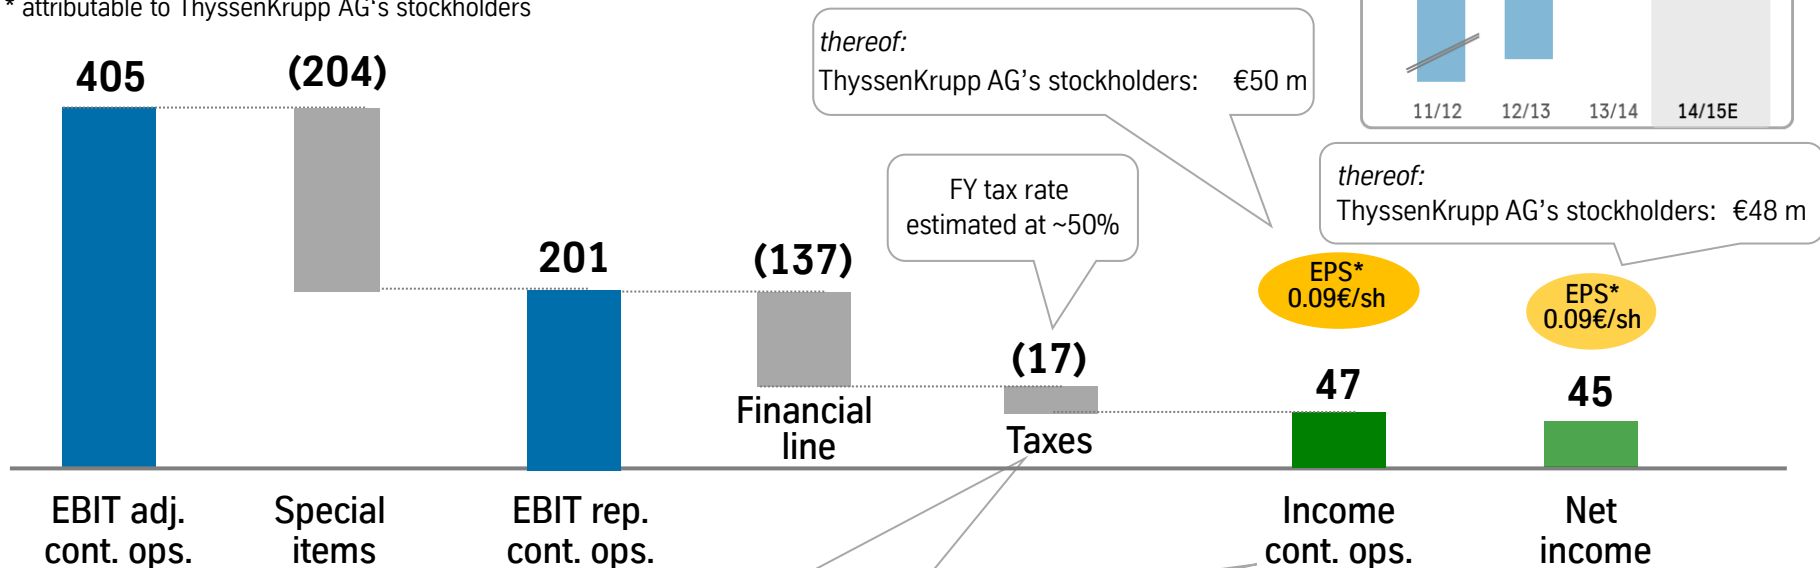 * attributable to ThyssenKrupp AG's stockholders
405
(204)
201
(137)
(17)
47
45
thereof:
ThyssenKrupp AG's stockholders: €50 m
11/12 12/13 13/14 14/15E
FY tax rate
estimated at ~50%
thereof:
ThyssenKrupp AG's stockholders: €48 m
EPS*
0.09€/sh
EPS*
0.09€/sh
Financial
line
Taxes
EBIT adj.
cont. ops.
Special
items
EBIT rep.
cont. ops.
Income
cont. ops.
Net
income